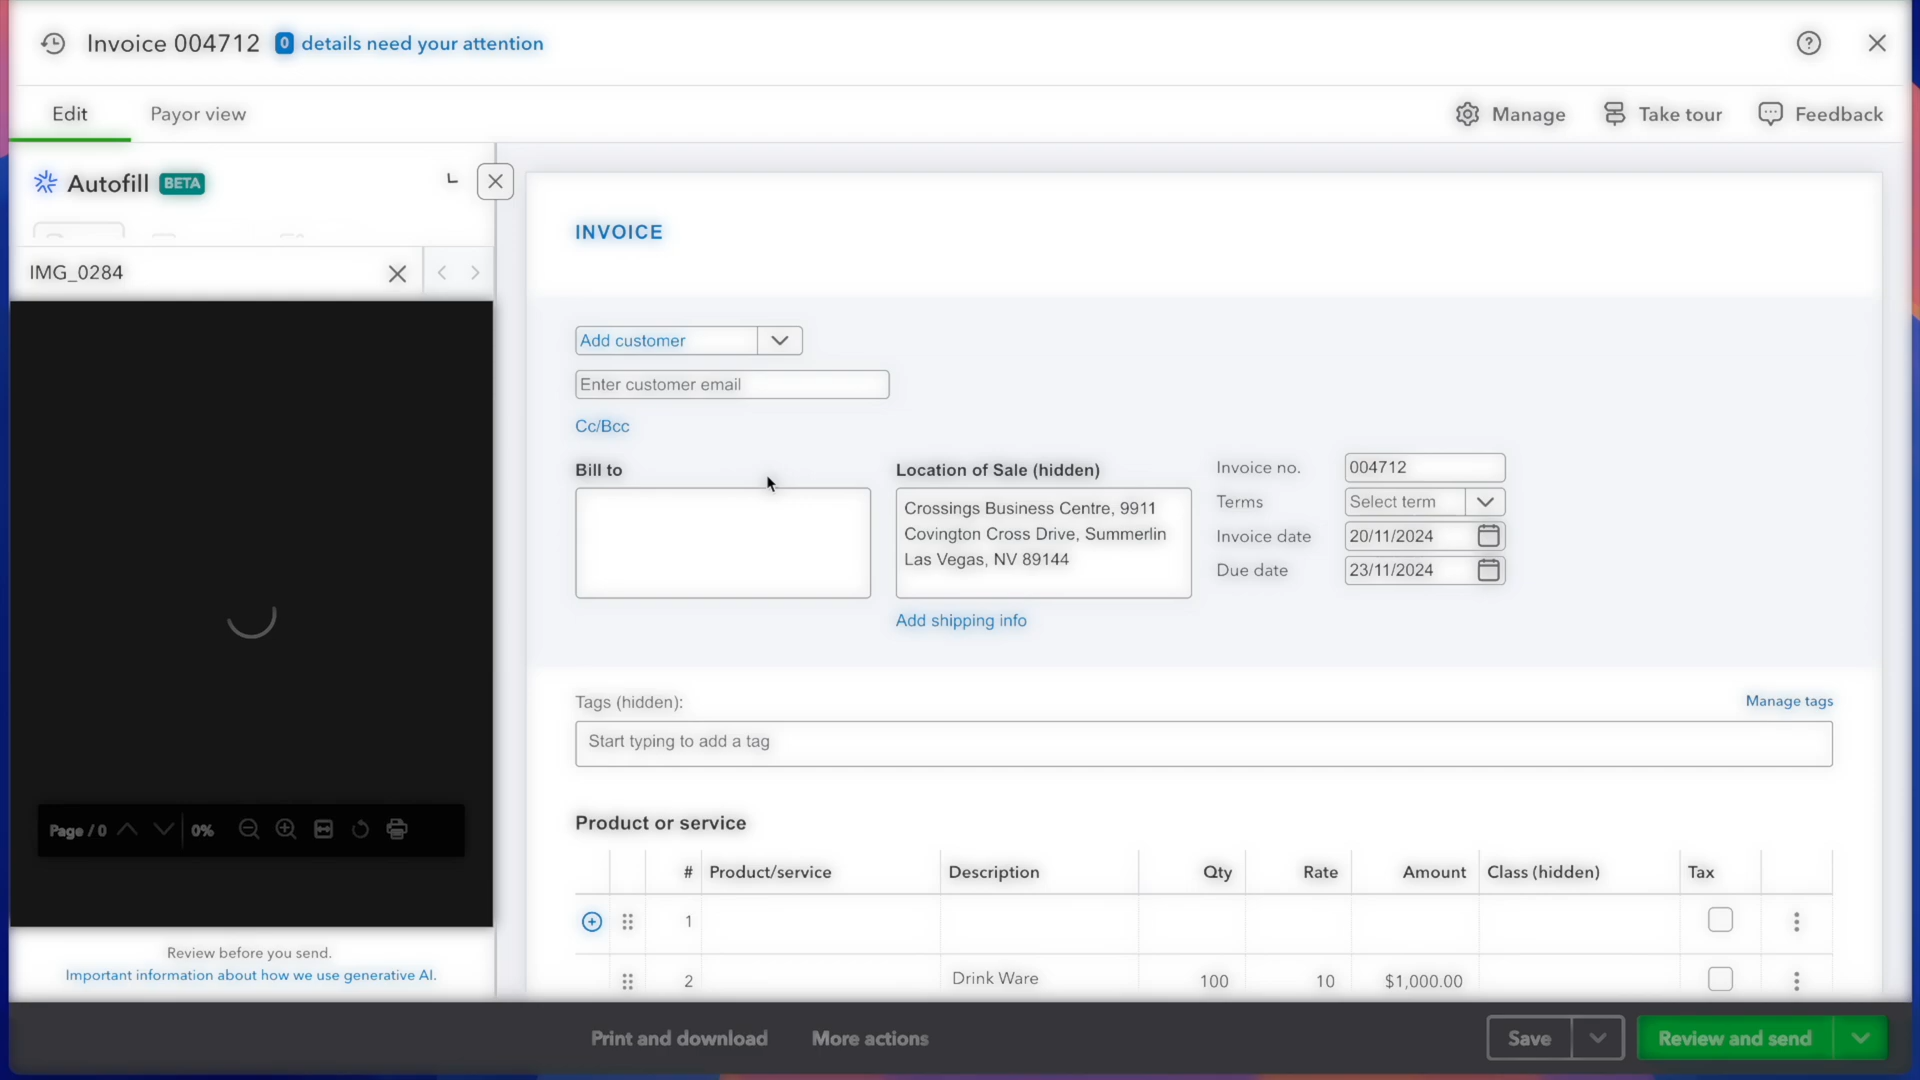 Invoice 004712
0 details need your attention
Edit
Payor view
Manage
Take tour
Feedback
Autofill BETA
IMG_0284
Page / 0
0%
Review before you send.
Important information about how we use generative AI.
INVOICE
Add customer
Enter customer email
Cc/Bcc
Bill to
Location of Sale (hidden)
Crossings Business Centre, 9911
Covington Cross Drive, Summerlin
Las Vegas, NV 89144
Add shipping info
Invoice no. 004712
Terms Select term
Invoice date 20/11/2024
Due date 23/11/2024
Tags (hidden):
Manage tags
Start typing to add a tag
Product or service
# Product/service Description Qty Rate Amount Class (hidden) Tax
1
2 Drink Ware 100 10 $1,000.00
Print and download
More actions
Save
Review and send